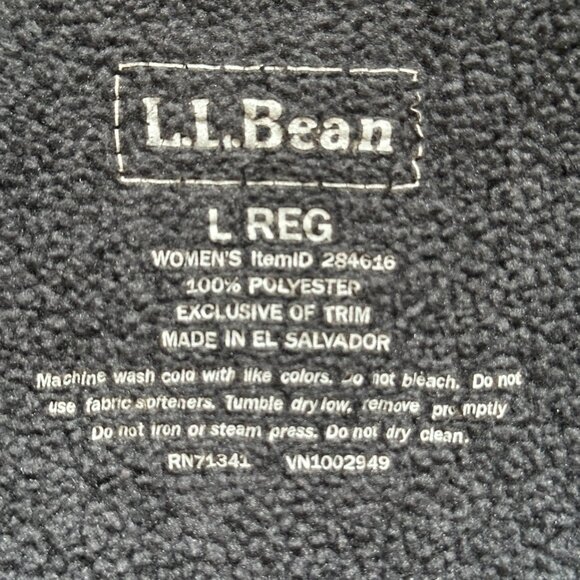 L.L.Bean
L REG
WOMEN'S ItemID 284616
100% POLYESTER
EXCLUSIVE OF TRIM
MADE IN EL SALVADOR
Machine wash cold with like colors. Do not bleach. Do not
use fabric softeners. Tumble dry low, remove promptly
Do not iron or steam press. Do not dry clean.
RN71341 VN1002949